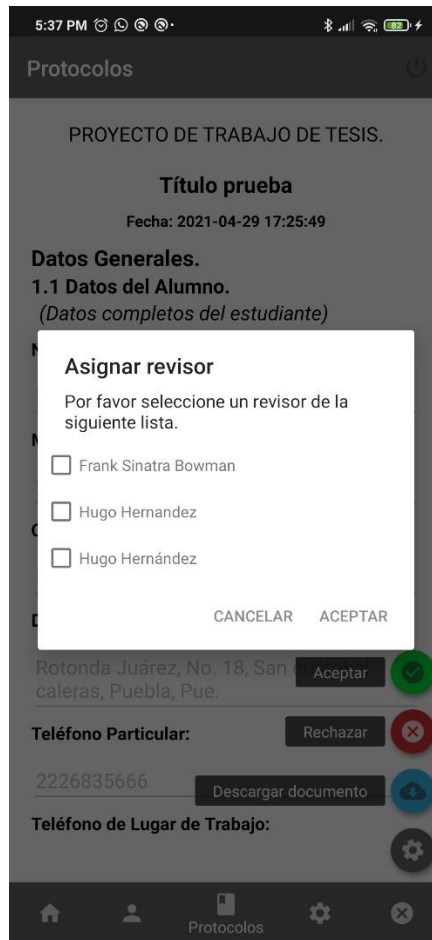 5:37 PM
82
Protocolos
PROYECTO DE TRABAJO DE TESIS.
Título prueba
Fecha: 2021-04-29 17:25:49
Datos Generales.
1.1 Datos del Alumno.
(Datos completos del estudiante)
Asignar revisor
Por favor seleccione un revisor de la
siguiente lista.
Frank Sinatra Bowman
Hugo Hernandez
Hugo Hernández
CANCELAR ACEPTAR
Rotonda Juárez, No. 18, San
Aceptar
caleras, Puebla, Pue.
Teléfono Particular:
Rechazar
2226835666
Descargar documento
Teléfono de Lugar de Trabajo:
Protocolos